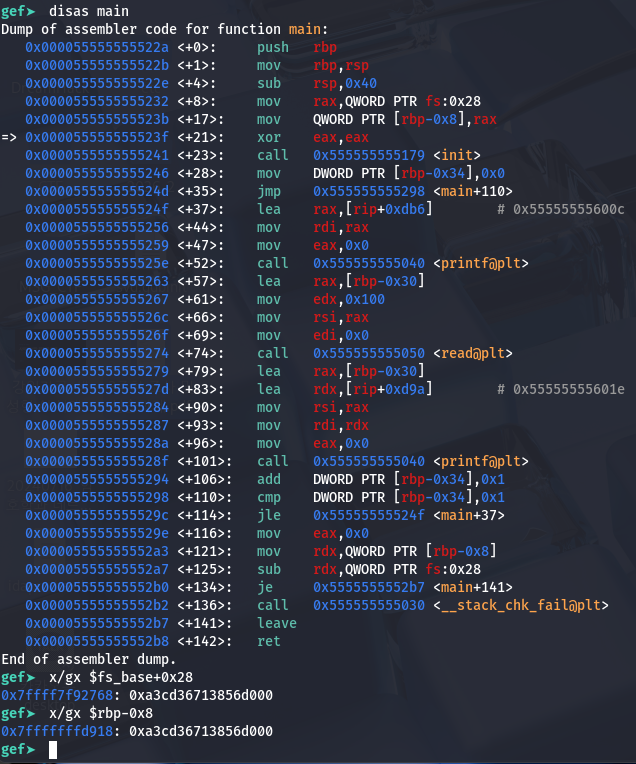 gef➤  disas main
Dump of assembler code for function main:
   0x000055555555522a <+0>:	push   rbp
   0x000055555555522b <+1>:	mov    rbp,rsp
   0x000055555555522e <+4>:	sub    rsp,0x40
   0x0000555555555232 <+8>:	mov    rax,QWORD PTR fs:0x28
   0x000055555555523b <+17>:	mov    QWORD PTR [rbp-0x8],rax
=> 0x000055555555523f <+21>:	xor    eax,eax
   0x0000555555555241 <+23>:	call   0x555555555179 <init>
   0x0000555555555246 <+28>:	mov    DWORD PTR [rbp-0x34],0x0
   0x000055555555524d <+35>:	jmp    0x555555555298 <main+110>
   0x000055555555524f <+37>:	lea    rax,[rip+0xdb6]        # 0x55555555600c
   0x0000555555555256 <+44>:	mov    rdi,rax
   0x0000555555555259 <+47>:	mov    eax,0x0
   0x000055555555525e <+52>:	call   0x555555555040 <printf@plt>
   0x0000555555555263 <+57>:	lea    rax,[rbp-0x30]
   0x0000555555555267 <+61>:	mov    edx,0x100
   0x000055555555526c <+66>:	mov    rsi,rax
   0x000055555555526f <+69>:	mov    edi,0x0
   0x0000555555555274 <+74>:	call   0x555555555050 <read@plt>
   0x0000555555555279 <+79>:	lea    rax,[rbp-0x30]
   0x000055555555527d <+83>:	lea    rdx,[rip+0xd9a]        # 0x55555555601e
   0x0000555555555284 <+90>:	mov    rsi,rax
   0x0000555555555287 <+93>:	mov    rdi,rdx
   0x000055555555528a <+96>:	mov    eax,0x0
   0x000055555555528f <+101>:	call   0x555555555040 <printf@plt>
   0x0000555555555294 <+106>:	add    DWORD PTR [rbp-0x34],0x1
   0x0000555555555298 <+110>:	cmp    DWORD PTR [rbp-0x34],0x1
   0x000055555555529c <+114>:	jle    0x55555555524f <main+37>
   0x000055555555529e <+116>:	mov    eax,0x0
   0x00005555555552a3 <+121>:	mov    rdx,QWORD PTR [rbp-0x8]
   0x00005555555552a7 <+125>:	sub    rdx,QWORD PTR fs:0x28
   0x00005555555552b0 <+134>:	je     0x5555555552b7 <main+141>
   0x00005555555552b2 <+136>:	call   0x555555555030 <__stack_chk_fail@plt>
   0x00005555555552b7 <+141>:	leave
   0x00005555555552b8 <+142>:	ret
End of assembler dump.
gef➤  x/gx $fs_base+0x28
0x7ffff7f92768:	0xa3cd36713856d000
gef➤  x/gx $rbp-0x8
0x7fffffffd918:	0xa3cd36713856d000
gef➤